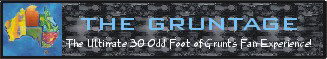 THE GRUNTAGE
The Ultimate 30 Odd Foot of Grunts Fan Experience!